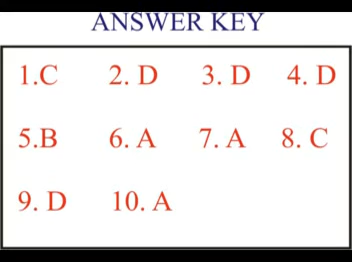 ANSWER KEY
1.C 2. D 3. D 4. D
5.B 6. A 7. A 8. C
9. D 10. A